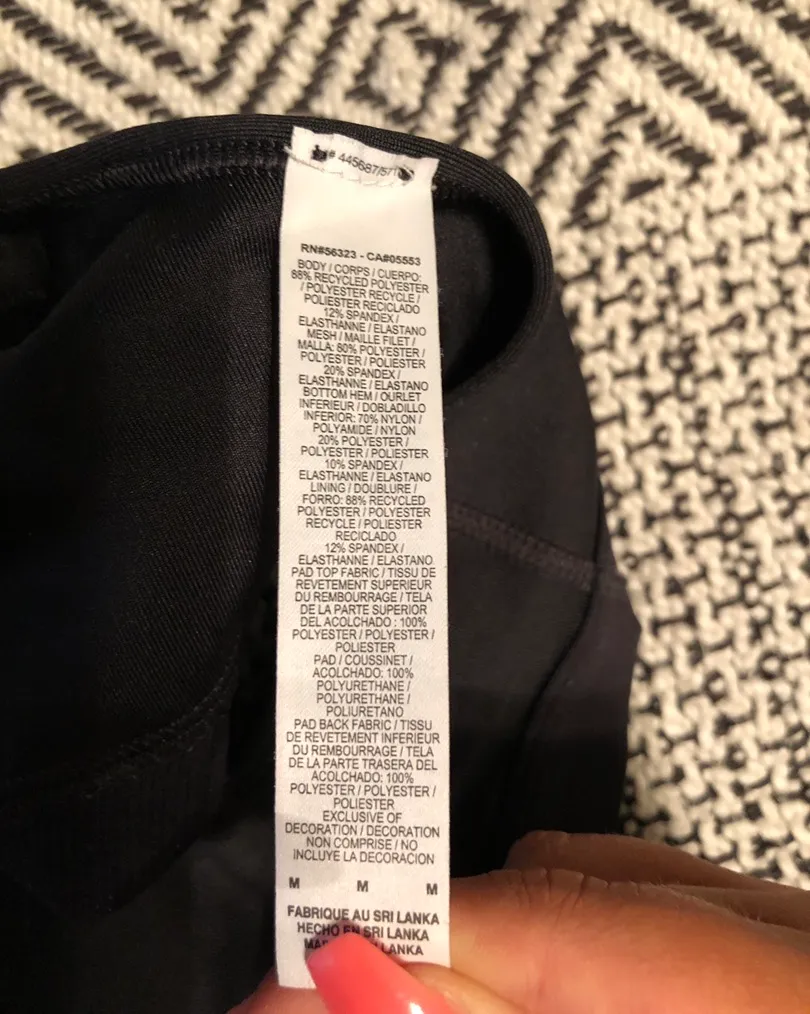 # 445687/571
RN#56323 - CA#05553
BODY / CORPS / CUERPO:
88% RECYCLED POLYESTER
/ POLYESTER RECYCLE /
POLIESTER RECICLADO
12% SPANDEX /
ELASTHANNE / ELASTANO
MESH / MAILLE FILET /
MALLA: 80% POLYESTER /
POLYESTER / POLIESTER
20% SPANDEX /
ELASTHANNE / ELASTANO
BOTTOM HEM / OURLET
INFERIEUR / DOBLADILLO
INFERIOR: 70% NYLON /
POLYAMIDE / NYLON
20% POLYESTER /
POLYESTER / POLIESTER
10% SPANDEX /
ELASTHANNE / ELASTANO
LINING / DOUBLURE /
FORRO: 88% RECYCLED
POLYESTER / POLYESTER
RECYCLE / POLIESTER
RECICLADO
12% SPANDEX /
ELASTHANNE / ELASTANO
PAD TOP FABRIC / TISSU DE
REVETEMENT SUPERIEUR
DU REMBOURRAGE / TELA
DE LA PARTE SUPERIOR
DEL ACOLCHADO : 100%
POLYESTER / POLYESTER /
POLIESTER
PAD / COUSSINET /
ACOLCHADO: 100%
POLYURETHANE /
POLYURETHANE /
POLIURETANO
PAD BACK FABRIC / TISSU
DE REVETEMENT INFERIEUR
DU REMBOURRAGE / TELA
DE LA PARTE TRASERA DEL
ACOLCHADO: 100%
POLYESTER / POLYESTER /
POLIESTER
EXCLUSIVE OF
DECORATION / DECORATION
NON COMPRISE / NO
INCLUYE LA DECORACION
M M M
FABRIQUE AU SRI LANKA
HECHO EN SRI LANKA
LANKA